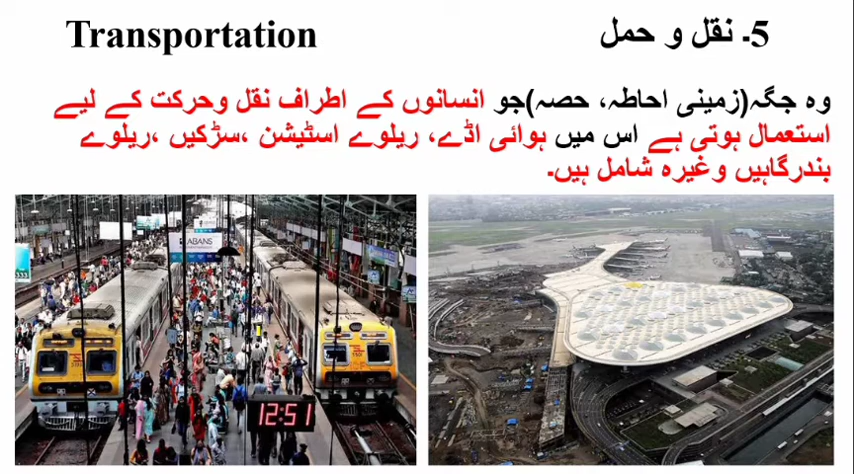 Transportation
5۔ نقل و حمل
وہ جگہ(زمینی احاطہ، حصہ)جو انسانوں کے اطراف نقل وحرکت کے لیے
استعمال ہوتی ہے اس میں ہوائی اڈے، ریلوے اسٹیشن ،سڑکیں ،ریلوے
بندرگاہیں وغیرہ شامل ہیں۔
ABANS
12:51